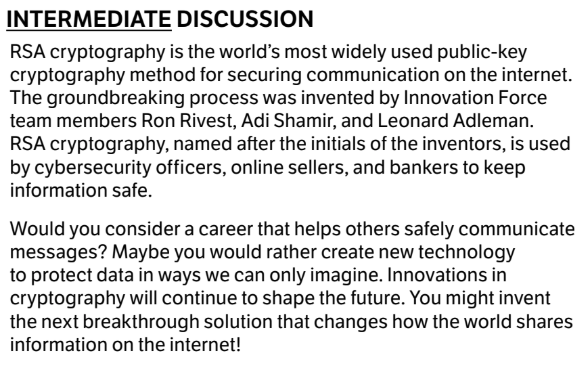 INTERMEDIATE DISCUSSION
RSA cryptography is the world's most widely used public-key
cryptography method for securing communication on the internet.
The groundbreaking process was invented by Innovation Force
team members Ron Rivest, Adi Shamir, and Leonard Adleman.
RSA cryptography, named after the initials of the inventors, is used
by cybersecurity officers, online sellers, and bankers to keep
information safe.
Would you consider a career that helps others safely communicate
messages? Maybe you would rather create new technology
to protect data in ways we can only imagine. Innovations in
cryptography will continue to shape the future. You might invent
the next breakthrough solution that changes how the world shares
information on the internet!